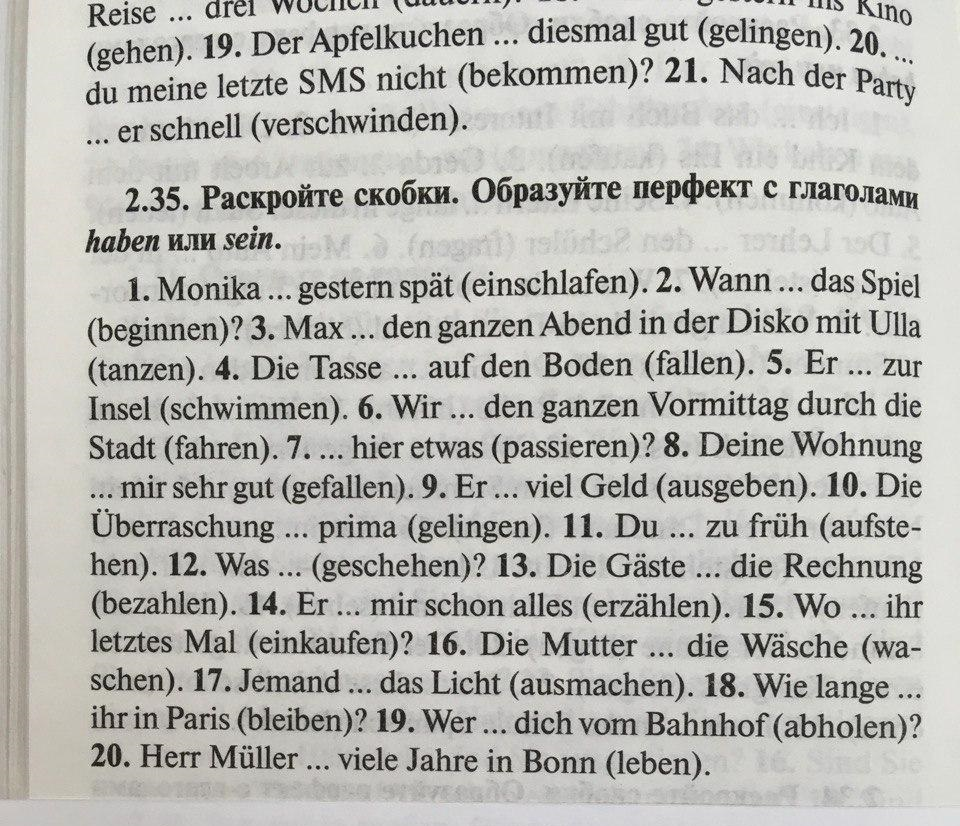 Reise ... drei Wochen (dauern). gestern ins Kino
(gehen). 19. Der Apfelkuchen ... diesmal gut (gelingen). 20. ...
du meine letzte SMS nicht (bekommen)? 21. Nach der Party
... er schnell (verschwinden).
2.35. Раскройте скобки. Образуйте перфект с глаголами
haben или sein.
1. Monika ... gestern spät (einschlafen). 2. Wann ... das Spiel
(beginnen)? 3. Max ... den ganzen Abend in der Disko mit Ulla
(tanzen). 4. Die Tasse ... auf den Boden (fallen). 5. Er ... zur
Insel (schwimmen). 6. Wir ... den ganzen Vormittag durch die
Stadt (fahren). 7. ... hier etwas (passieren)? 8. Deine Wohnung
... mir sehr gut (gefallen). 9. Er ... viel Geld (ausgeben). 10. Die
Überraschung ... prima (gelingen). 11. Du ... zu früh (aufste-
hen). 12. Was ... (geschehen)? 13. Die Gäste ... die Rechnung
(bezahlen). 14. Er ... mir schon alles (erzählen). 15. Wo ... ihr
letztes Mal (einkaufen)? 16. Die Mutter ... die Wäsche (wa-
schen). 17. Jemand ... das Licht (ausmachen). 18. Wie lange ...
ihr in Paris (bleiben)? 19. Wer ... dich vom Bahnhof (abholen)?
20. Herr Müller ... viele Jahre in Bonn (leben).